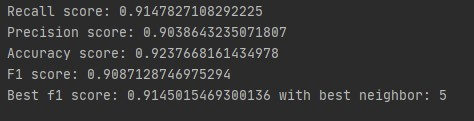 Recall score: 0.9147827108292225
Precision score: 0.9038643235071807
Accuracy score: 0.9237668161434978
F1 score: 0.9087128746975294
Best f1 score: 0.9145015469300136 with best neighbor: 5